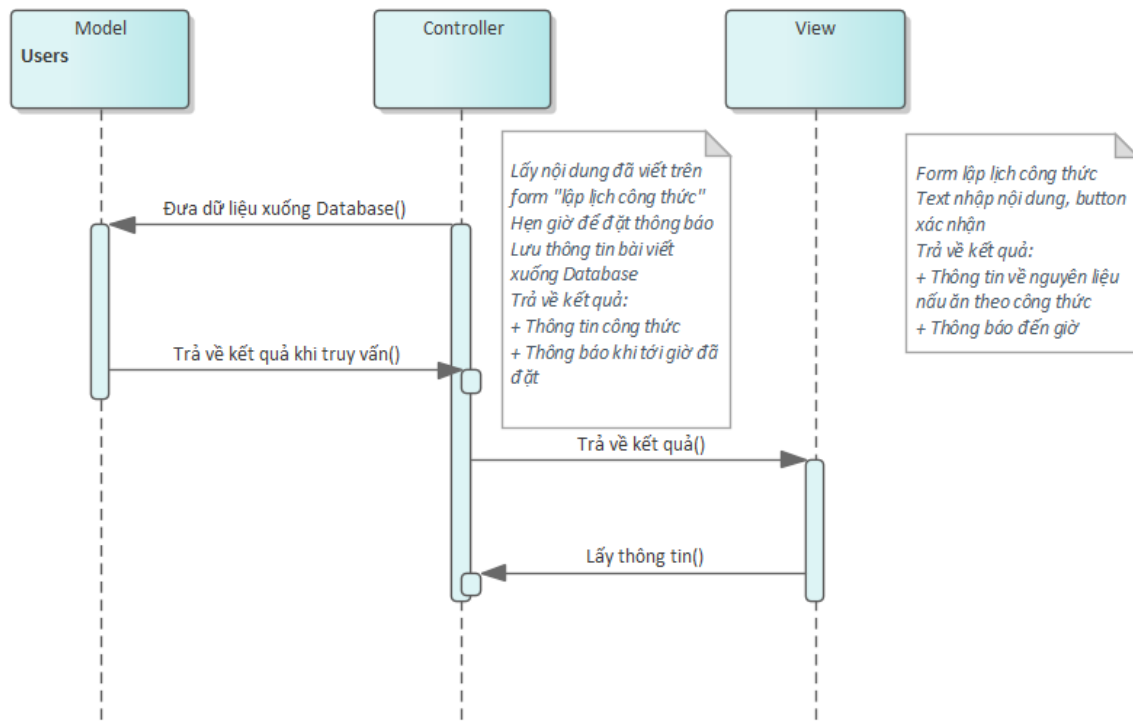 Model
Users
Controller
View
Lấy nội dung đã viết trên
form "lập lịch công thức"
Hẹn giờ để đặt thông báo
Lưu thông tin bài viết
xuống Database
Trả về kết quả:
+ Thông tin công thức
+ Thông báo khi tới giờ đã
đặt
Form lập lịch công thức
Text nhập nội dung, button
xác nhận
Trả về kết quả:
+ Thông tin về nguyên liệu
nấu ăn theo công thức
+ Thông báo đến giờ
Đưa dữ liệu xuống Database()
Trả về kết quả khi truy vấn()
Trả về kết quả()
Lấy thông tin()